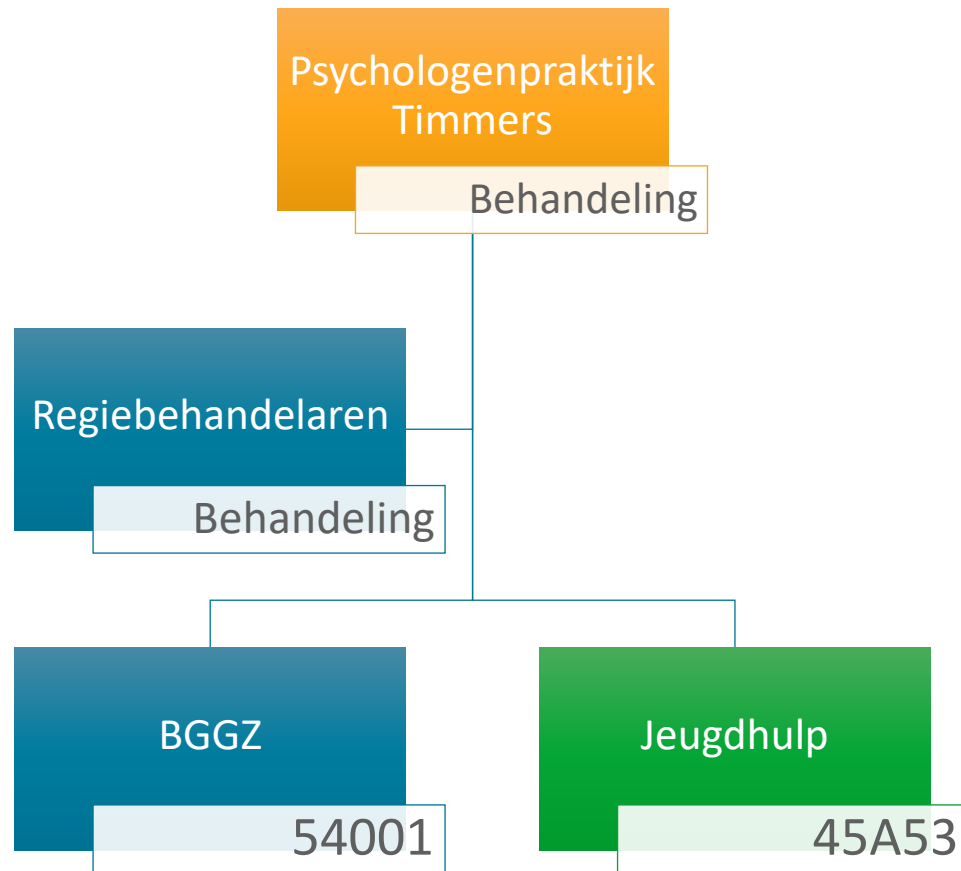 Psychologenpraktijk
Timmers
Behandeling
Regiebehandelaren
Behandeling
BGGZ
54001
Jeugdhulp
45A53